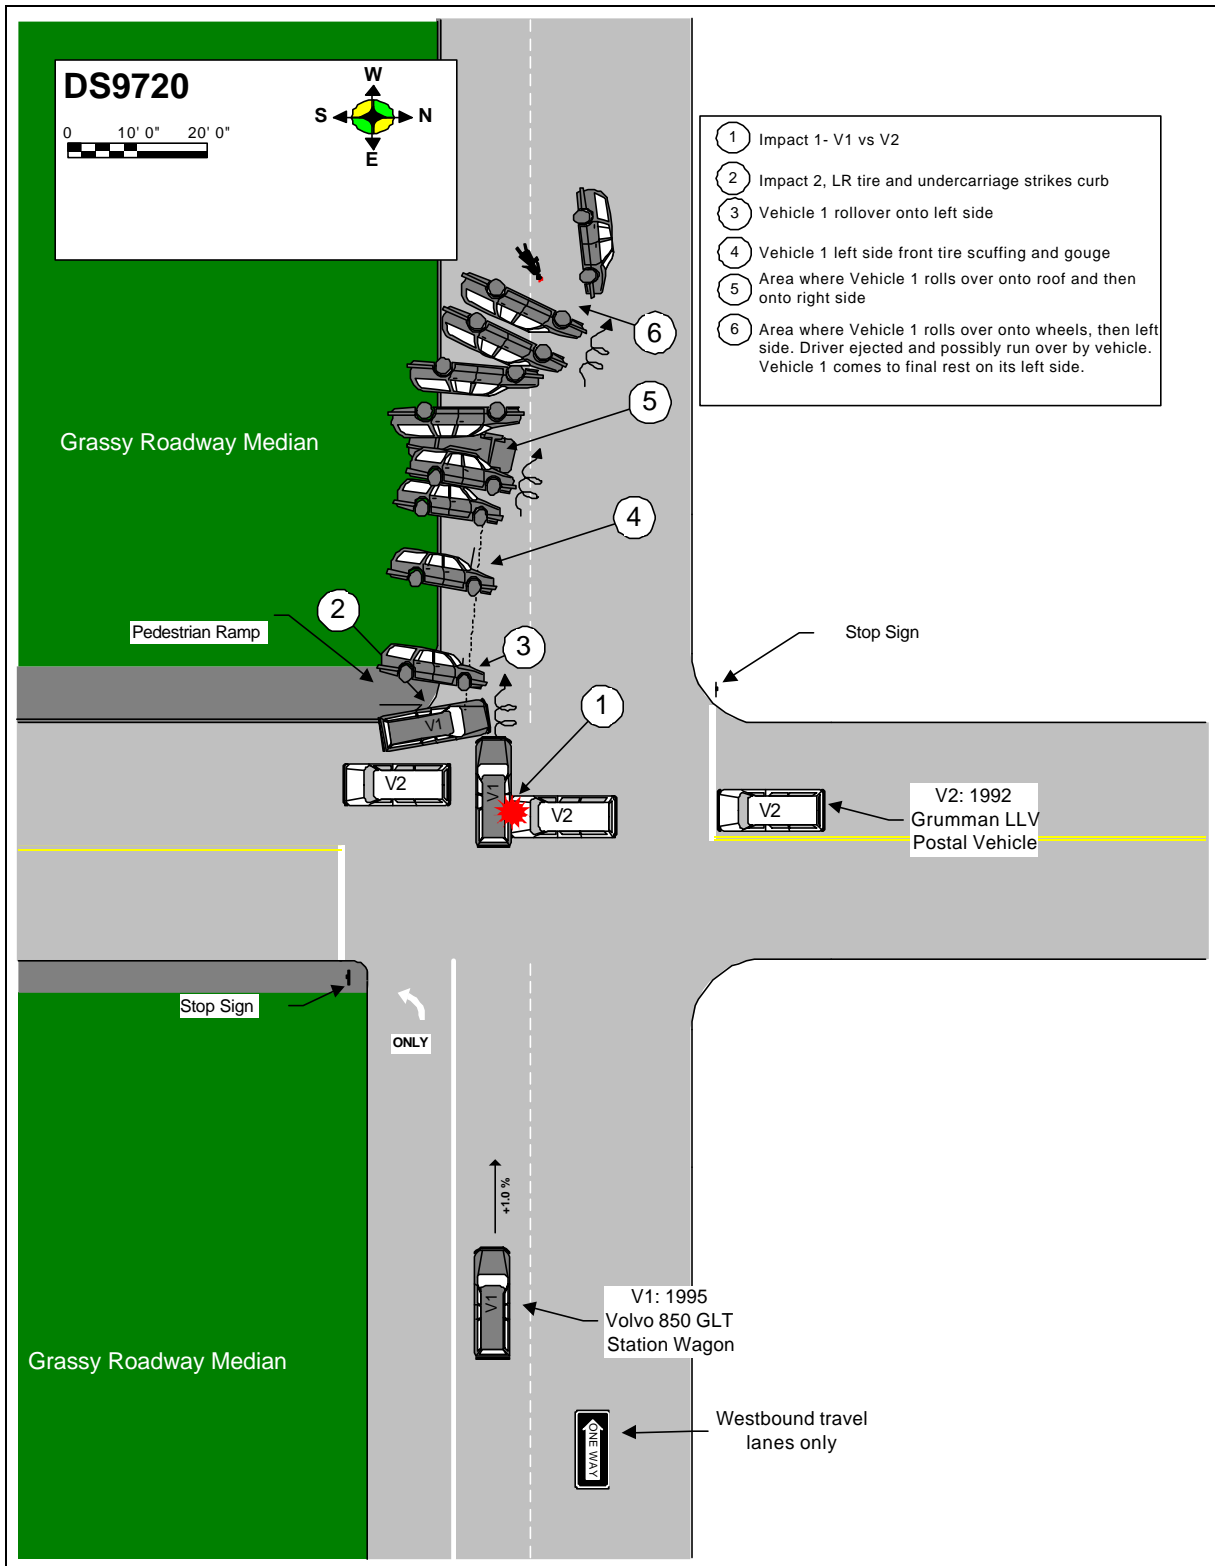 DS9720
W
S N
E
0 10' 0" 20' 0"
1 Impact 1- V1 vs V2
2 Impact 2, LR tire and undercarriage strikes curb
3 Vehicle 1 rollover onto left side
4 Vehicle 1 left side front tire scuffing and gouge
5 Area where Vehicle 1 rolls over onto roof and then
onto right side
6 Area where Vehicle 1 rolls over onto wheels, then left
side. Driver ejected and possibly run over by vehicle.
Vehicle 1 comes to final rest on its left side.
6
5
Grassy Roadway Median
4
2
Pedestrian Ramp
3
Stop Sign
1
V1
V2
V1
V2
V2
V2: 1992
Grumman LLV
Postal Vehicle
Stop Sign
ONLY
+1.0 %
V1
V1: 1995
Volvo 850 GLT
Station Wagon
Grassy Roadway Median
ONE WAY
Westbound travel
lanes only